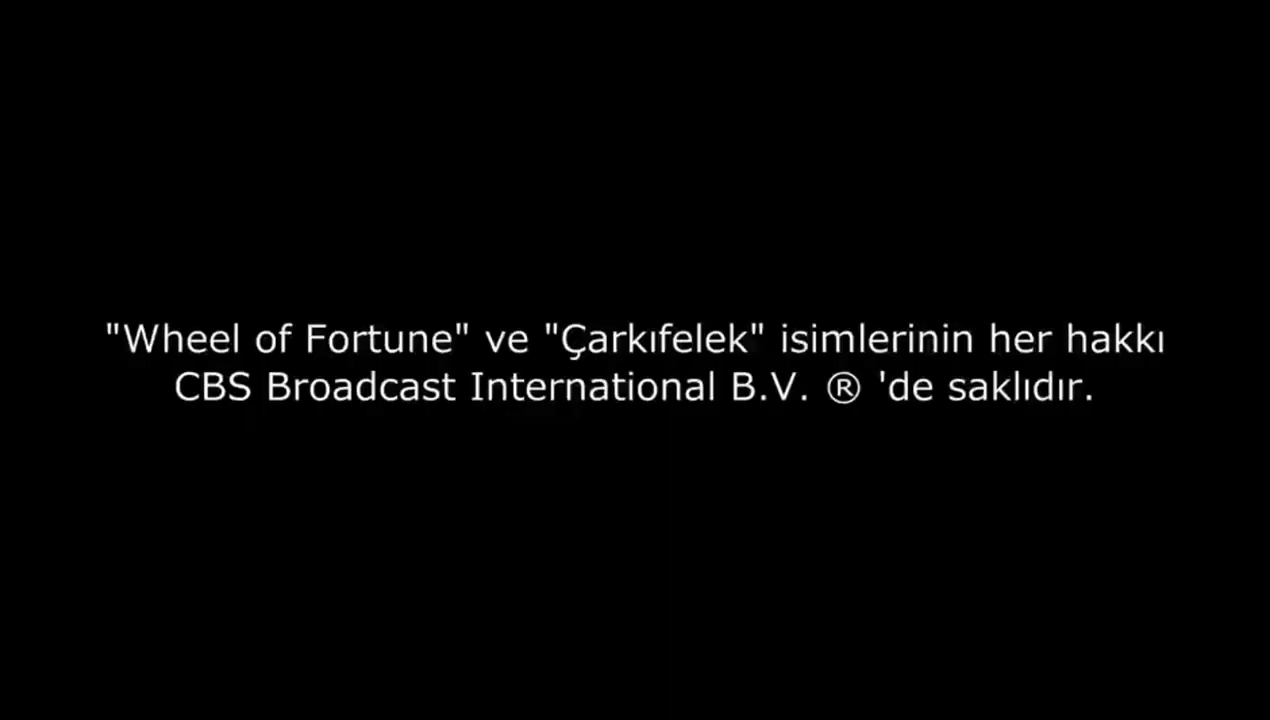 "Wheel of Fortune" ve "Çarkıfelek" isimlerinin her hakkı
CBS Broadcast International B.V. ® 'de saklıdır.